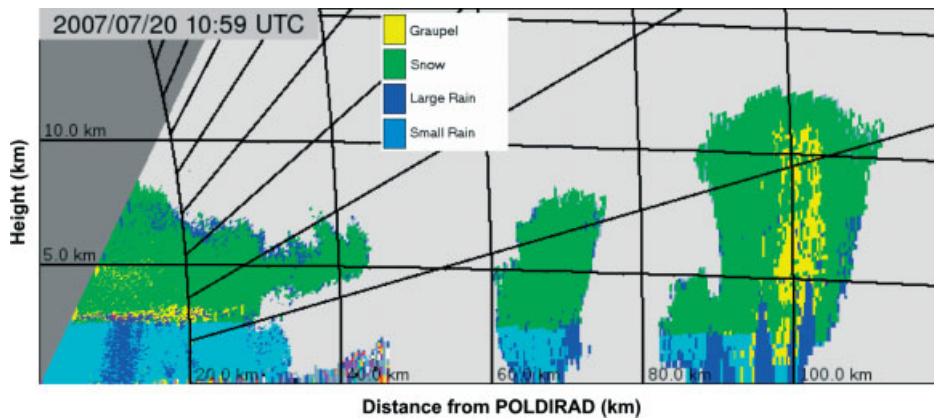 2007/07/20 10:59 UTC
Graupel
Snow
Large Rain
Small Rain
10.0 km
5.0 km
20.0 km
40.0 km
60.0 km
80.0 km
100.0 km
Height (km)
Distance from POLDIRAD (km)